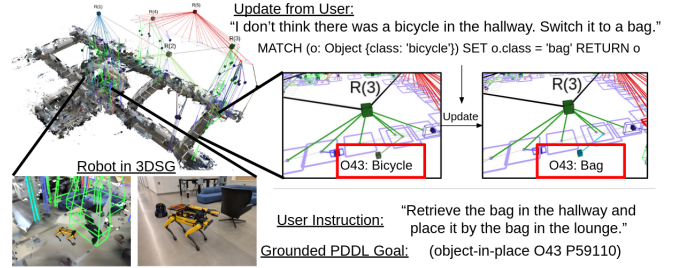 Update from User:
“I don’t think there was a bicycle in the hallway. Switch it to a bag.”
MATCH (o: Object {class: 'bicycle'}) SET o.class = 'bag' RETURN o
R(1)
R(4)
R(5)
R(2)
R(3)
R(3)
R(3)
Update
O43: Bicycle
O43: Bag
Robot in 3DSG
User Instruction:
“Retrieve the bag in the hallway and
place it by the bag in the lounge.”
Grounded PDDL Goal:
(object-in-place O43 P59110)